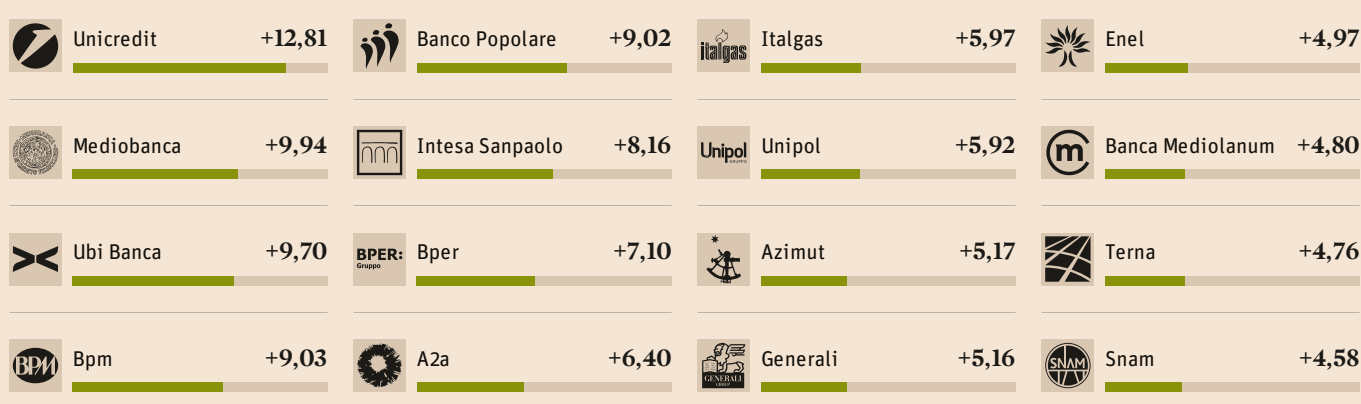 Unicredit +12,81
Banco Popolare +9,02
italgas
Italgas +5,97
Enel +4,97
Mediobanca +9,94
Intesa Sanpaolo +8,16
Unipol
GRUPPO
Unipol +5,92
m
Banca Mediolanum +4,80
Ubi Banca +9,70
BPER:
Gruppo
Bper +7,10
Azimut +5,17
Terna +4,76
BPM
Bpm +9,03
A2a +6,40
GENERALI
GROUP
Generali +5,16
SNAM
Snam +4,58